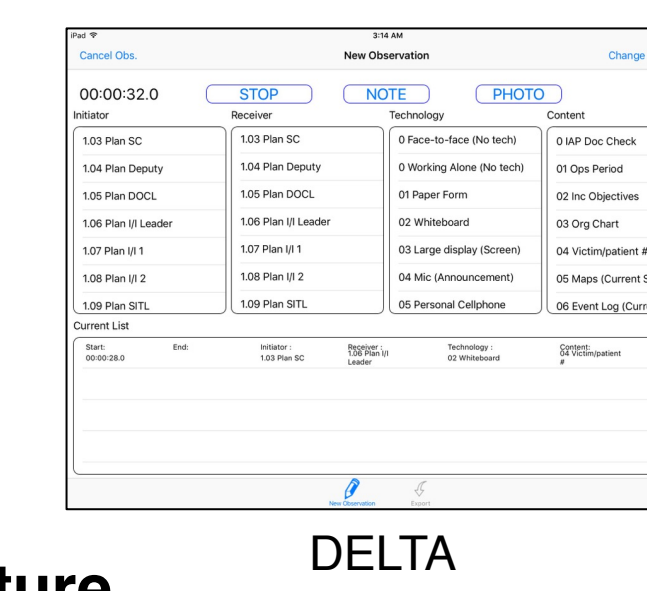 iPad 3:14 AM
Cancel Obs. New Observation Change
00:00:32.0 STOP NOTE PHOTO
Initiator Receiver Technology Content
1.03 Plan SC 1.03 Plan SC 0 Face-to-face (No tech) 0 IAP Doc Check
1.04 Plan Deputy 1.04 Plan Deputy 0 Working Alone (No tech) 01 Ops Period
1.05 Plan DOCL 1.05 Plan DOCL 01 Paper Form 02 Inc Objectives
1.06 Plan I/I Leader 1.06 Plan I/I Leader 02 Whiteboard 03 Org Chart
1.07 Plan I/I 1 1.07 Plan I/I 1 03 Large display (Screen) 04 Victim/patient #
1.08 Plan I/I 2 1.08 Plan I/I 2 04 Mic (Announcement) 05 Maps (Current S
1.09 Plan SITL 1.09 Plan SITL 05 Personal Cellphone 06 Event Log (Curr
Current List
Start: End: Initiator : Receiver : Technology : Content:
00:00:28.0 1.03 Plan SC 1.06 Plan I/I 02 Whiteboard 04 Victim/patient
Leader #
New Observation Export
DELTA
ture